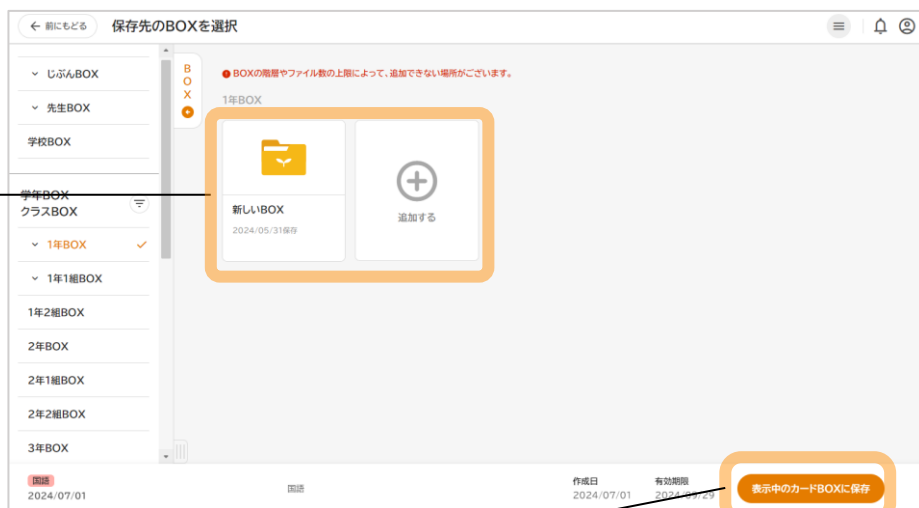 ← 前にもどる
保存先のBOXを選択
じぶんBOX
先生BOX
学校BOX
学年BOX
クラスBOX
1年BOX
1年1組BOX
1年2組BOX
2年BOX
2年1組BOX
2年2組BOX
3年BOX
BOX
BOXの階層やファイル数の上限によって、追加できない場所がございます。
1年BOX
新しいBOX
2024/05/31保存
追加する
国語
2024/07/01
国語
作成日
2024/07/01
有効期限
2024/09/29
表示中のカードBOXに保存